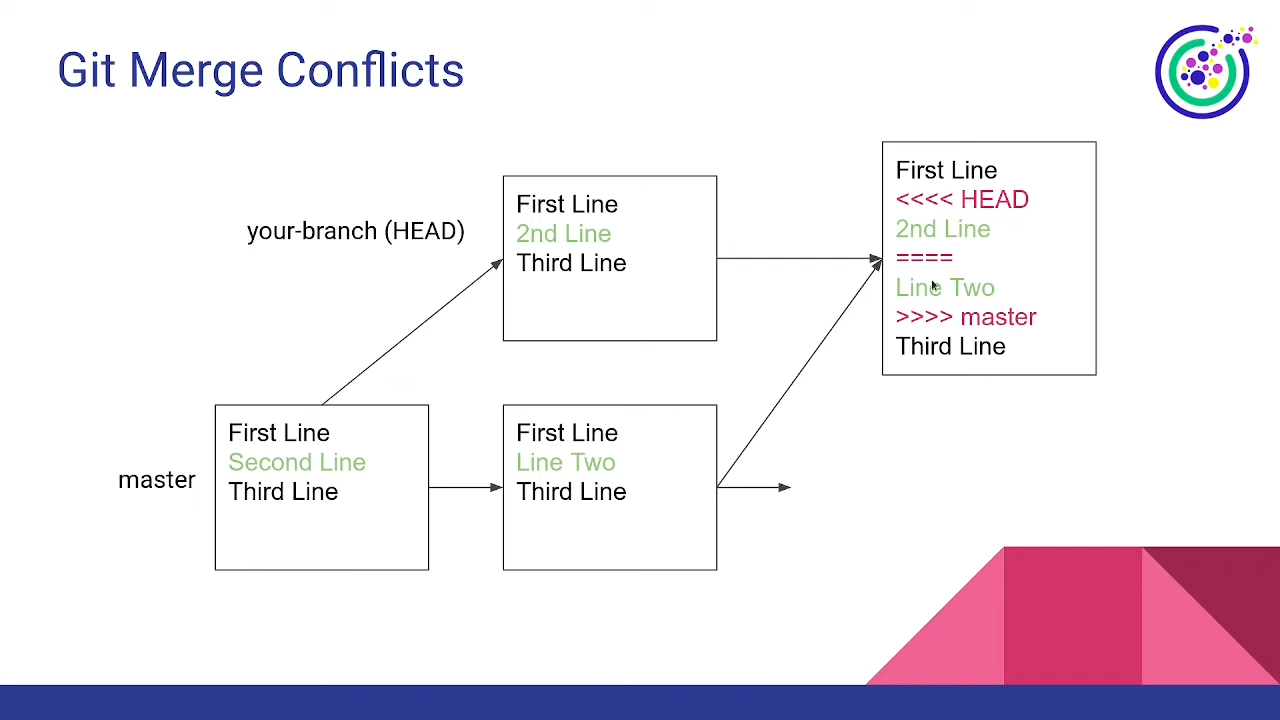 Git Merge Conflicts
First Line
<<<< HEAD
2nd Line
====
Line Two
>>>> master
Third Line
your-branch (HEAD)
First Line
2nd Line
Third Line
master
First Line
Second Line
Third Line
First Line
Line Two
Third Line